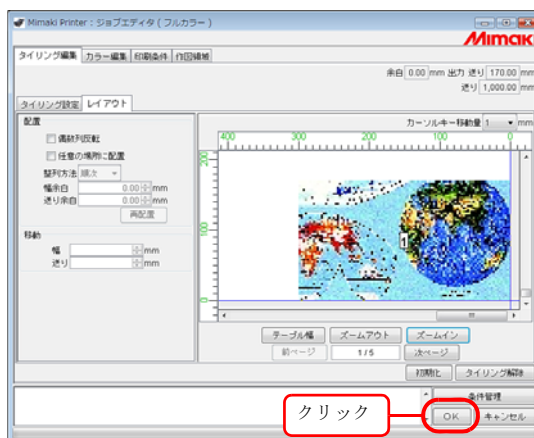 Mimaki Printer : ジョブエディタ ( フルカラー )
Mimaki
タイリング編集 カラー編集 印刷条件 作図領域
余白 0.00 mm 出力 送り 170.00 mm
送り 1,000.00 mm
タイリング設定 レイアウト
配置
カーソルキー移動量 1 mm
偶数列反転
任意の場所に配置
整列方法 順次
幅余白 0.00 mm
送り余白 0.00 mm
再配置
移動
幅 mm
送り mm
400 300 200 100 0
200
100
0
1
テーブル幅 ズームアウト ズームイン
前ページ 1/5 次ページ
初期化 タイリング解除
条件管理
クリック
OK キャンセル